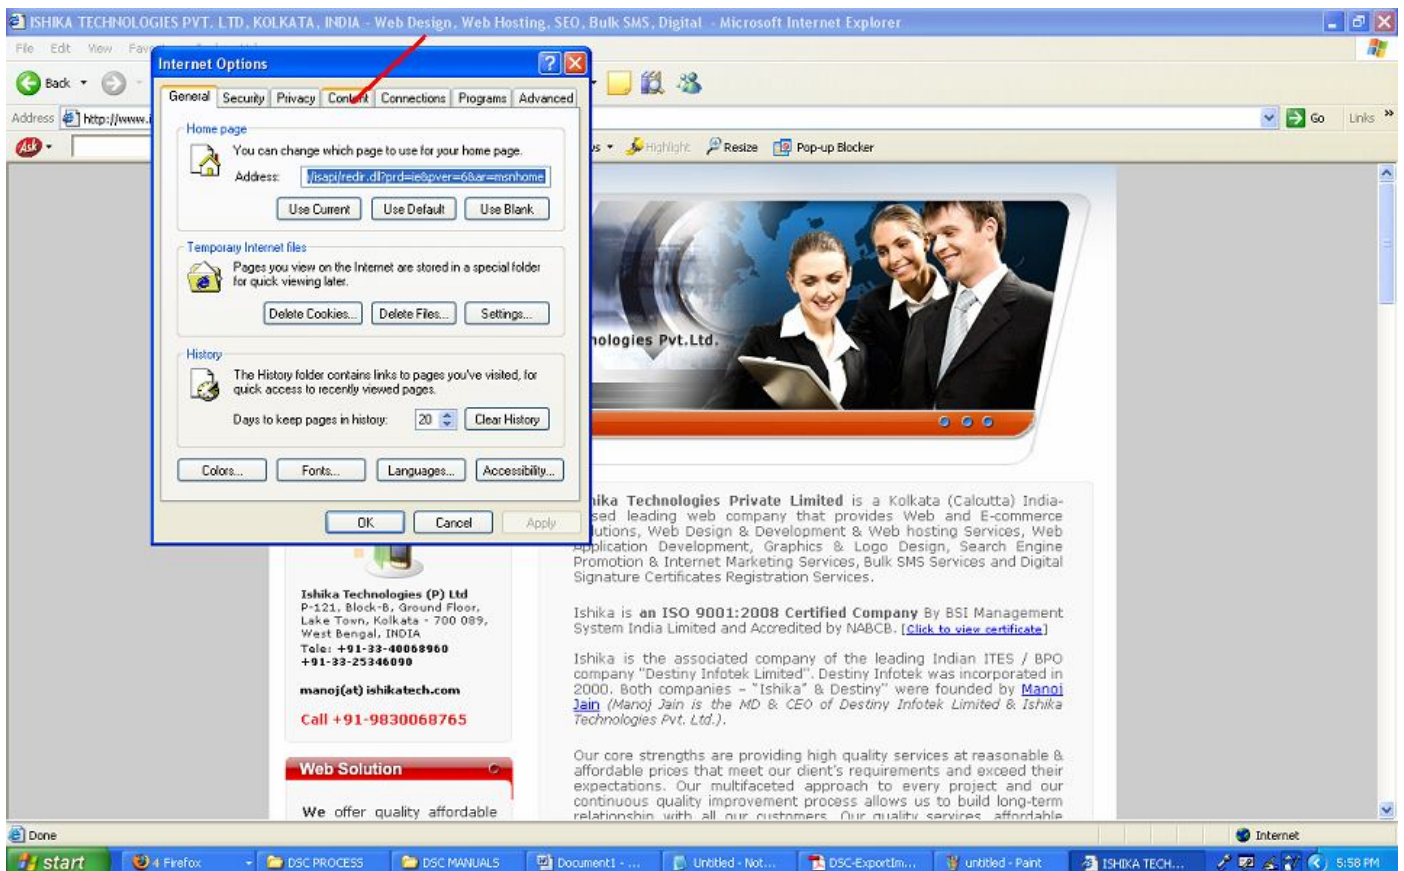 ISHIKA TECHNOLOGIES PVT. LTD, KOLKATA, INDIA - Web Design, Web Hosting, SEO, Bulk SMS, Digital - Microsoft Internet Explorer
File Edit View
Internet Options
Back
General Security Privacy Content Connections Programs Advanced
Address http://www.i
Go Links »
Ask
Highlight Resize Pop-up Blocker
Home page
You can change which page to use for your home page.
Address: /isapi/redir.dll?prd=ie&pver=6&ar=msnhome
Use Current Use Default Use Blank
Temporary Internet files
Pages you view on the Internet are stored in a special folder
for quick viewing later.
Delete Cookies... Delete Files... Settings...
History
The History folder contains links to pages you've visited, for
quick access to recently viewed pages.
Days to keep pages in history: 20 Clear History
Colors... Fonts... Languages... Accessibility...
OK Cancel Apply
nologies Pvt.Ltd.
Ishika Technologies (P) Ltd
P-121, Block-B, Ground Floor,
Lake Town, Kolkata - 700 089,
West Bengal, INDIA
Tele: +91-33-40068960
+91-33-25346090
manoj(at)ishikatech.com
Call +91-9830068765
Web Solution
We offer quality affordable
hika Technologies Private Limited is a Kolkata (Calcutta) India-
sed leading web company that provides Web and E-commerce
lutions, Web Design & Development & Web hosting Services, Web
Application Development, Graphics & Logo Design, Search Engine
Promotion & Internet Marketing Services, Bulk SMS Services and Digital
Signature Certificates Registration Services.
Ishika is an ISO 9001:2008 Certified Company By BSI Management
System India Limited and Accredited by NABCB. [Click to view certificate]
Ishika is the associated company of the leading Indian ITES / BPO
company "Destiny Infotek Limited". Destiny Infotek was incorporated in
2000. Both companies – "Ishika" & Destiny" were founded by Manoj
Jain (Manoj Jain is the MD & CEO of Destiny Infotek Limited & Ishika
Technologies Pvt. Ltd.).
Our core strengths are providing high quality services at reasonable &
affordable prices that meet our client's requirements and exceed their
expectations. Our multifaceted approach to every project and our
continuous quality improvement process allows us to build long-term
relationship with all our customers. Our quality services, affordable
Done Internet
start 4 Firefox DSC PROCESS DSC MANUALS Document1 - ... Untitled - Not... DSC-ExportIm... untitled - Paint ISHIKA TECH... 5:58 PM